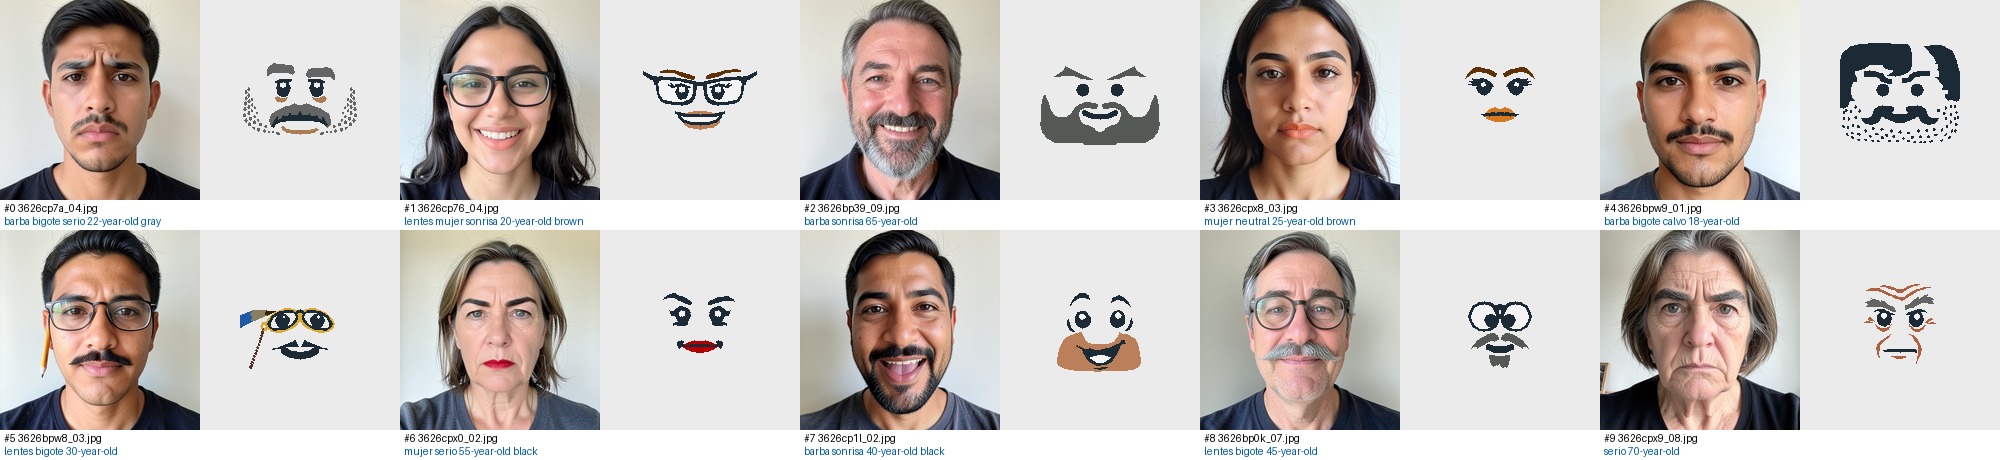 #0 3626cp7a_04.jpg
barba bigote serio 22-year-old gray
#1 3626cp76_04.jpg
lentes mujer sonrisa 20-year-old brown
#2 3626bp39_09.jpg
barba sonrisa 65-year-old
#3 3626cpx8_03.jpg
mujer neutral 25-year-old brown
#4 3626bpw9_01.jpg
barba bigote calvo 18-year-old
#5 3626bpw8_03.jpg
lentes bigote 30-year-old
#6 3626cpx0_02.jpg
mujer serio 55-year-old black
#7 3626cp1l_02.jpg
barba sonrisa 40-year-old black
#8 3626bp0k_07.jpg
lentes bigote 45-year-old
#9 3626cpx9_08.jpg
serio 70-year-old